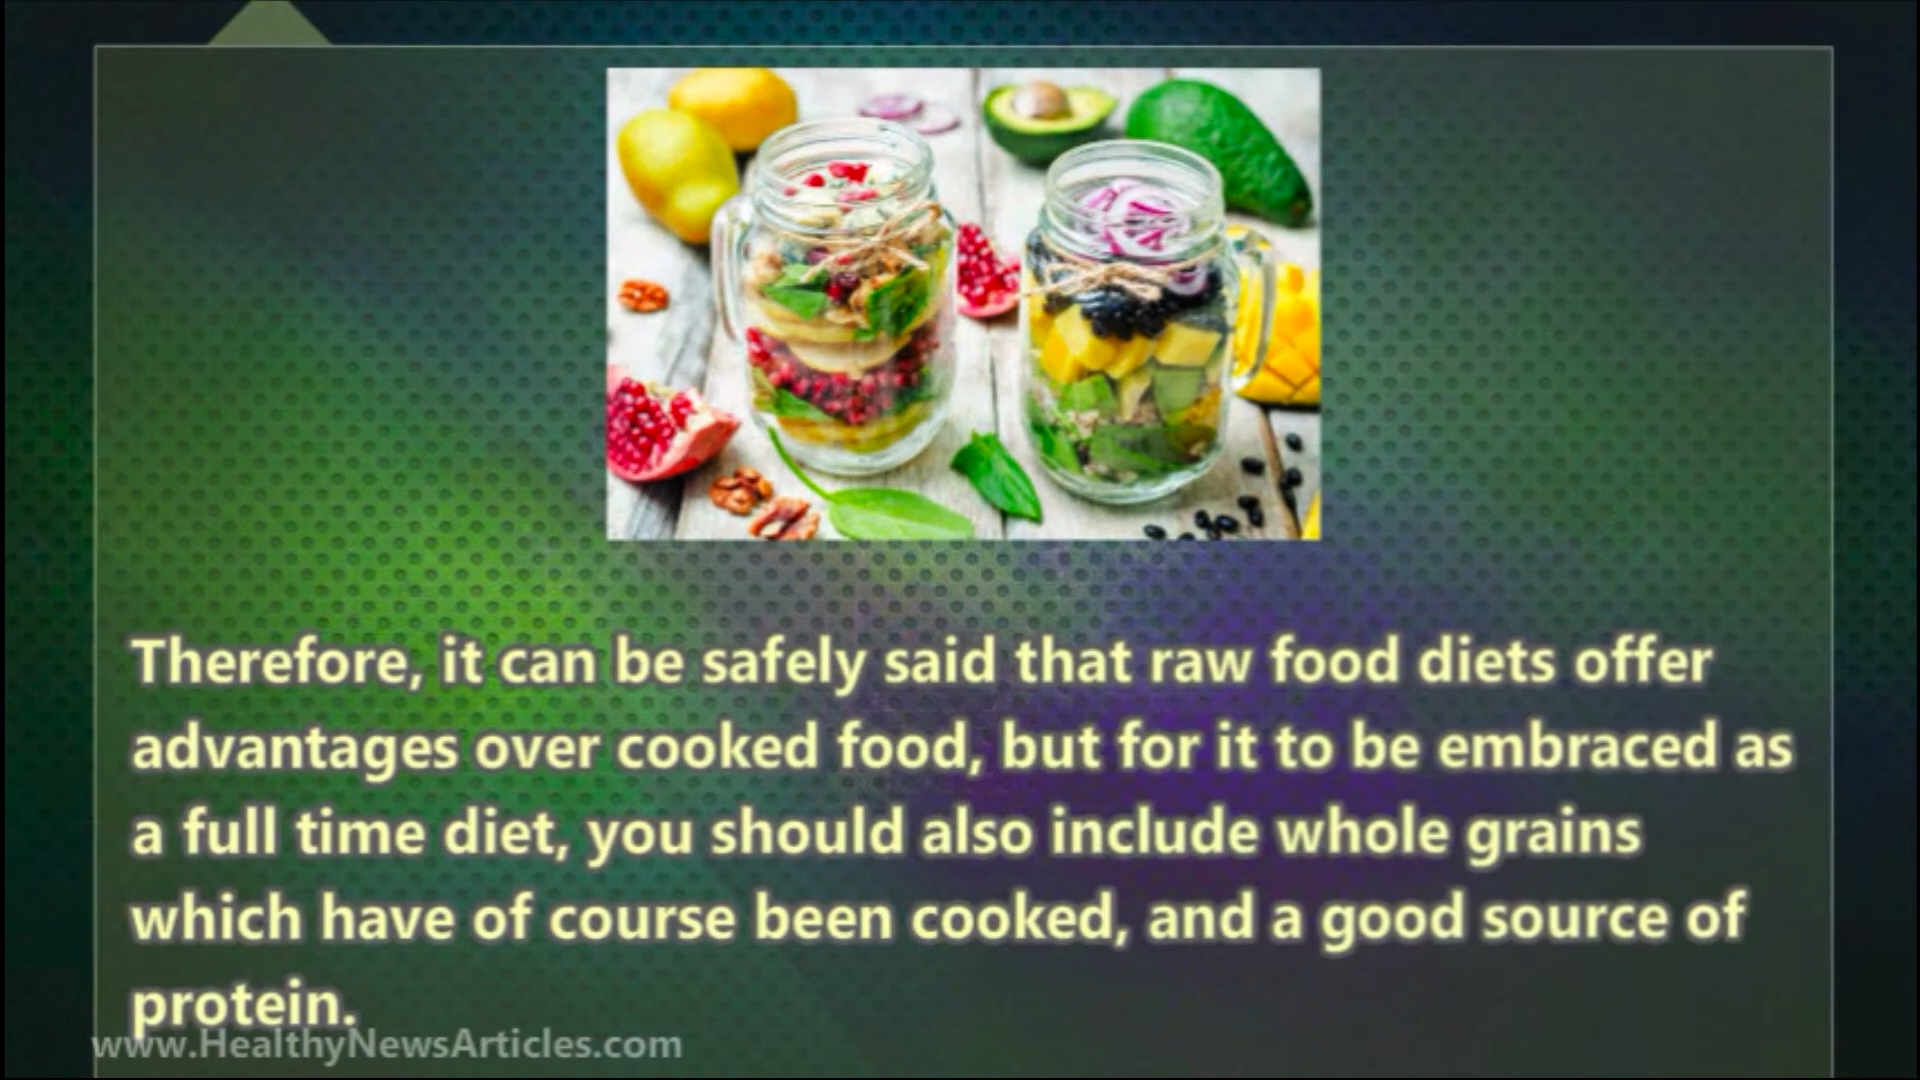 Therefore, it can be safely said that raw food diets offer
advantages over cooked food, but for it to be embraced as
a full time diet, you should also include whole grains
which have of course been cooked, and a good source of
protein.
www.HealthyNewsArticles.com